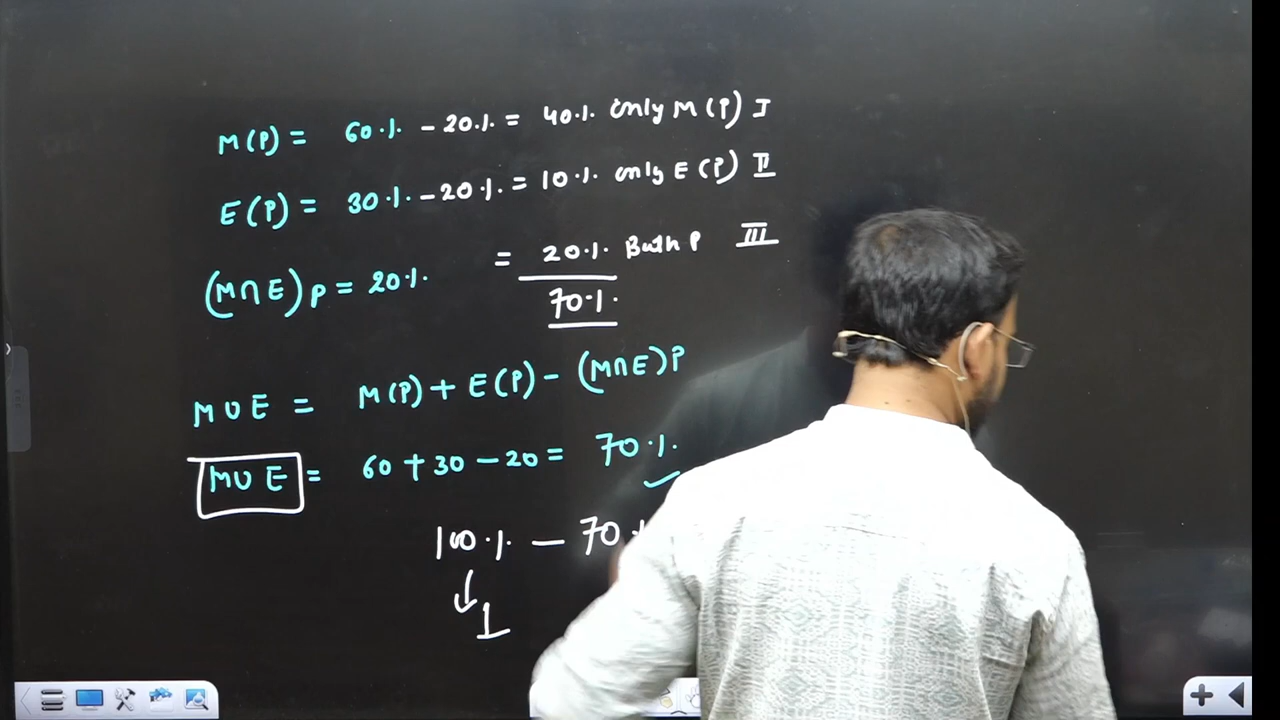 M(P) = 60% - 20% = 40% only M(P) I
E(P) = 30% - 20% = 10% only E(P) II
(M∩E)P = 20% = 20% Both P III
70%
M∪E = M(P) + E(P) - (M∩E)P
M∪E = 60 + 30 - 20 = 70%
100% - 70%
↓
1